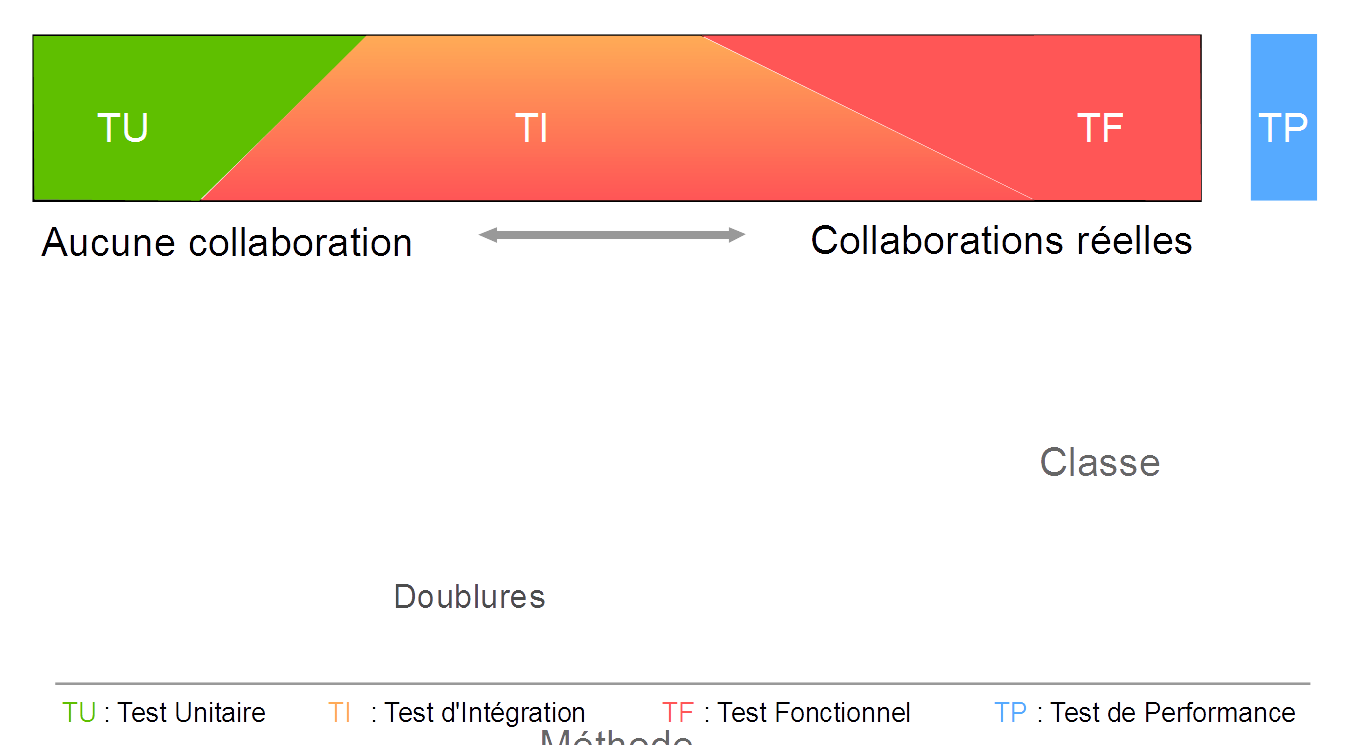 TU TI TF TP
Aucune collaboration Collaborations réelles
Classe
Doublures
TU : Test Unitaire TI : Test d'Intégration TF : Test Fonctionnel TP : Test de Performance
Méthode